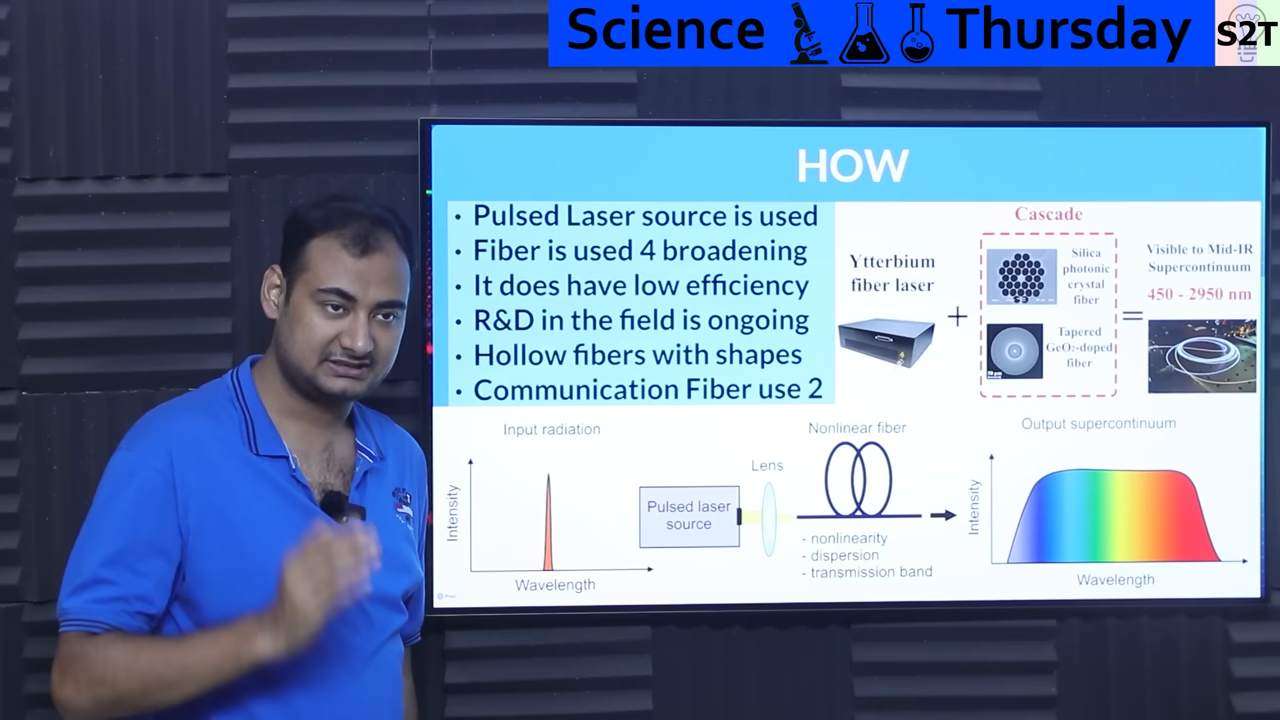 Science Thursday
S2T
HOW
• Pulsed Laser source is used
• Fiber is used 4 broadening
• It does have low efficiency
• R&D in the field is ongoing
• Hollow fibers with shapes
• Communication Fiber use 2
Ytterbium
fiber laser
+
Cascade
Silica
photonic
crystal
fiber
Tapered
GeO₂-doped
fiber
=
Visible to Mid-IR
Supercontinuum
450 - 2950 nm
Input radiation
Intensity
Wavelength
Pulsed laser
source
Lens
Nonlinear fiber
- nonlinearity
- dispersion
- transmission band
Output supercontinuum
Intensity
Wavelength